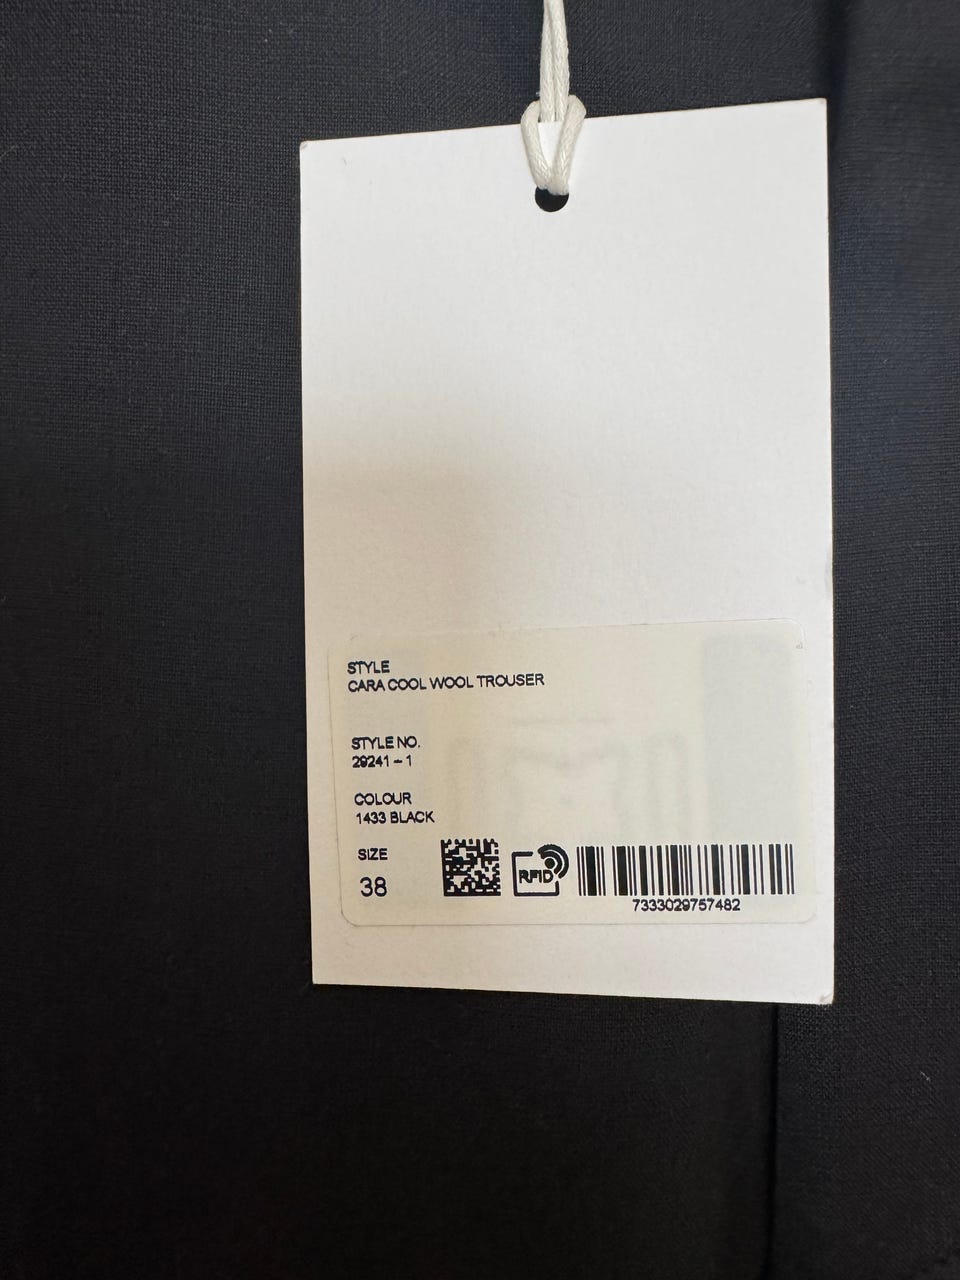 STYLE
CARA COOL WOOL TROUSER
STYLE NO.
29241 – 1
COLOUR
1433 BLACK
SIZE
38
RFID
7333029757482